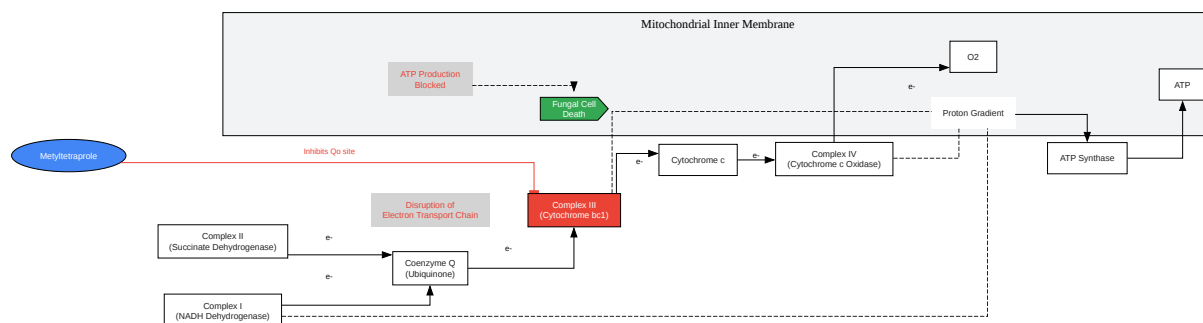 Mitochondrial Inner Membrane
O2
ATP Production
Blocked
ATP
e-
Fungal Cell
Death
Proton Gradient
Metyltetraprole
Inhibits Qo site
e-
Cytochrome c
e-
Complex IV
(Cytochrome c Oxidase)
ATP Synthase
Disruption of
Electron Transport Chain
Complex III
(Cytochrome bc1)
Complex II
(Succinate Dehydrogenase)
e-
e-
Coenzyme Q
(Ubiquinone)
e-
Complex I
(NADH Dehydrogenase)